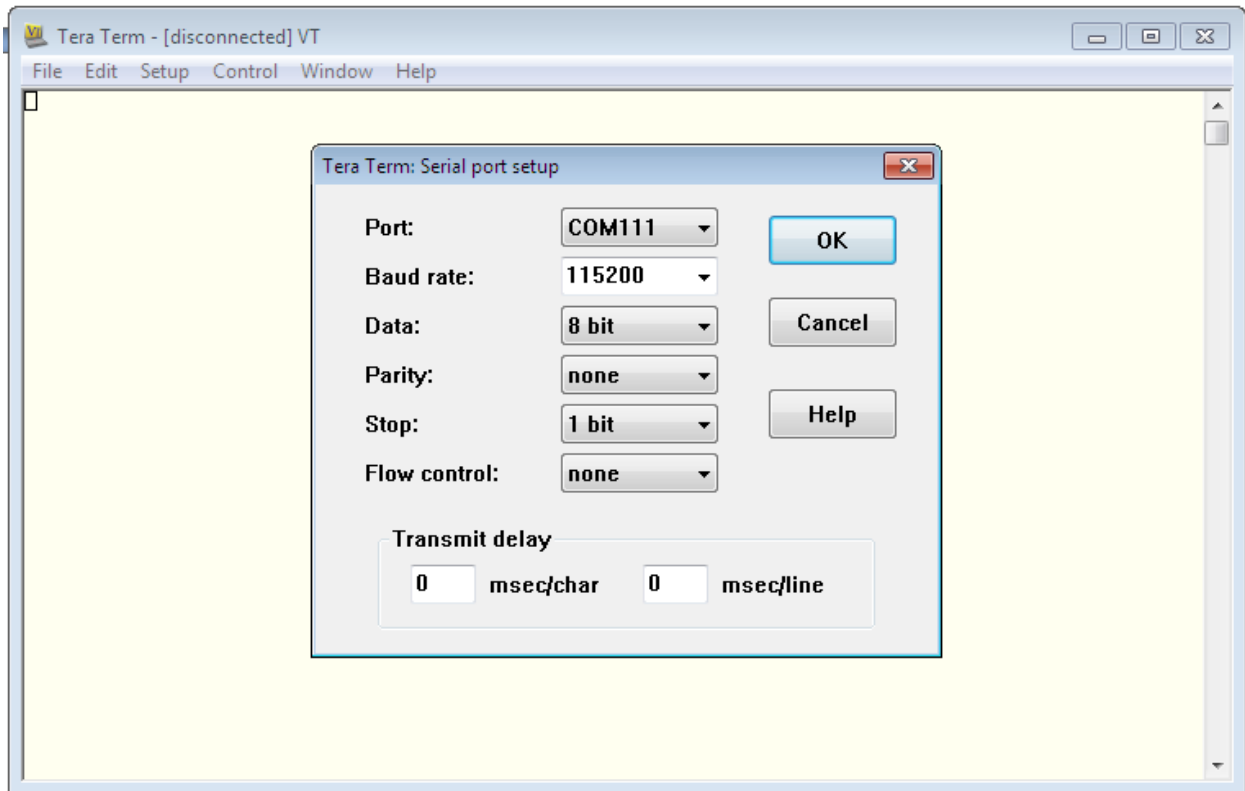 Tera Term - [disconnected] VT
File Edit Setup Control Window Help
Tera Term: Serial port setup
Port: COM111
OK
Baud rate: 115200
Data: 8 bit
Cancel
Parity: none
Stop: 1 bit
Help
Flow control: none
Transmit delay
0 msec/char 0 msec/line